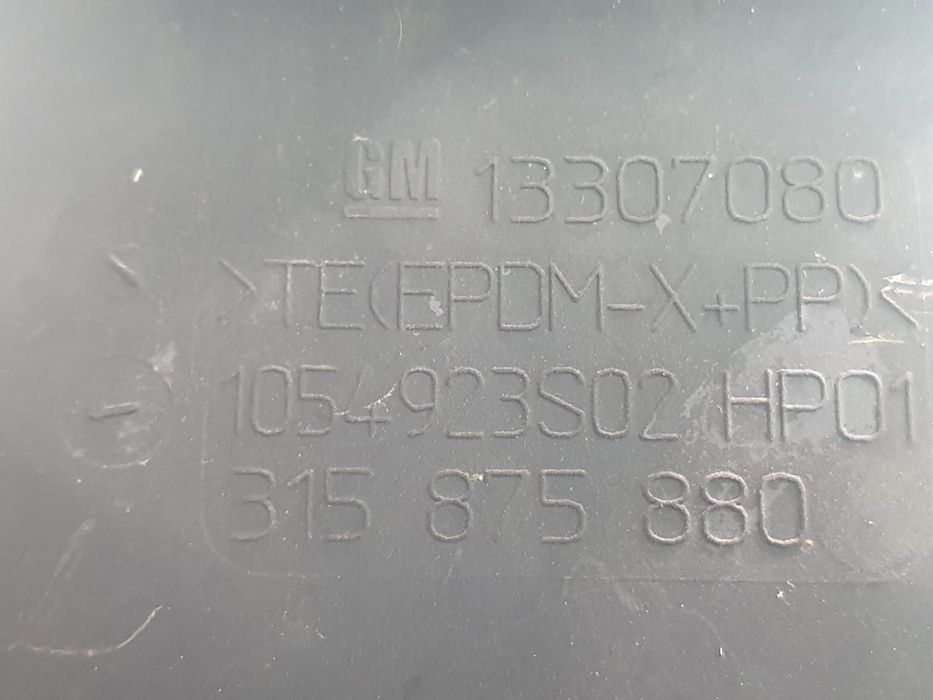 GM 13307080
>TE(EPDM-X+PP)<
1054923S02 HP01
315 875 880